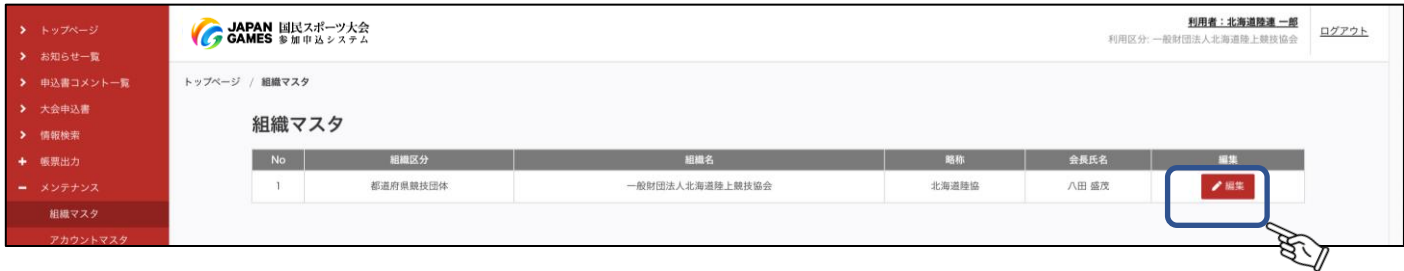 トップページ
お知らせ一覧
申込書コメント一覧
大会申込書
情報検索
帳票出力
メンテナンス
組織マスタ
アカウントマスタ
JAPAN GAMES 国民スポーツ大会
参加申込システム
利用者：北海道陸連 一郎
利用区分: 一般財団法人北海道陸上競技協会
ログアウト
トップページ / 組織マスタ
組織マスタ
No 組織区分 組織名 略称 会長氏名 編集
1 都道府県競技団体 一般財団法人北海道陸上競技協会 北海道陸協 八田 盛茂 編集